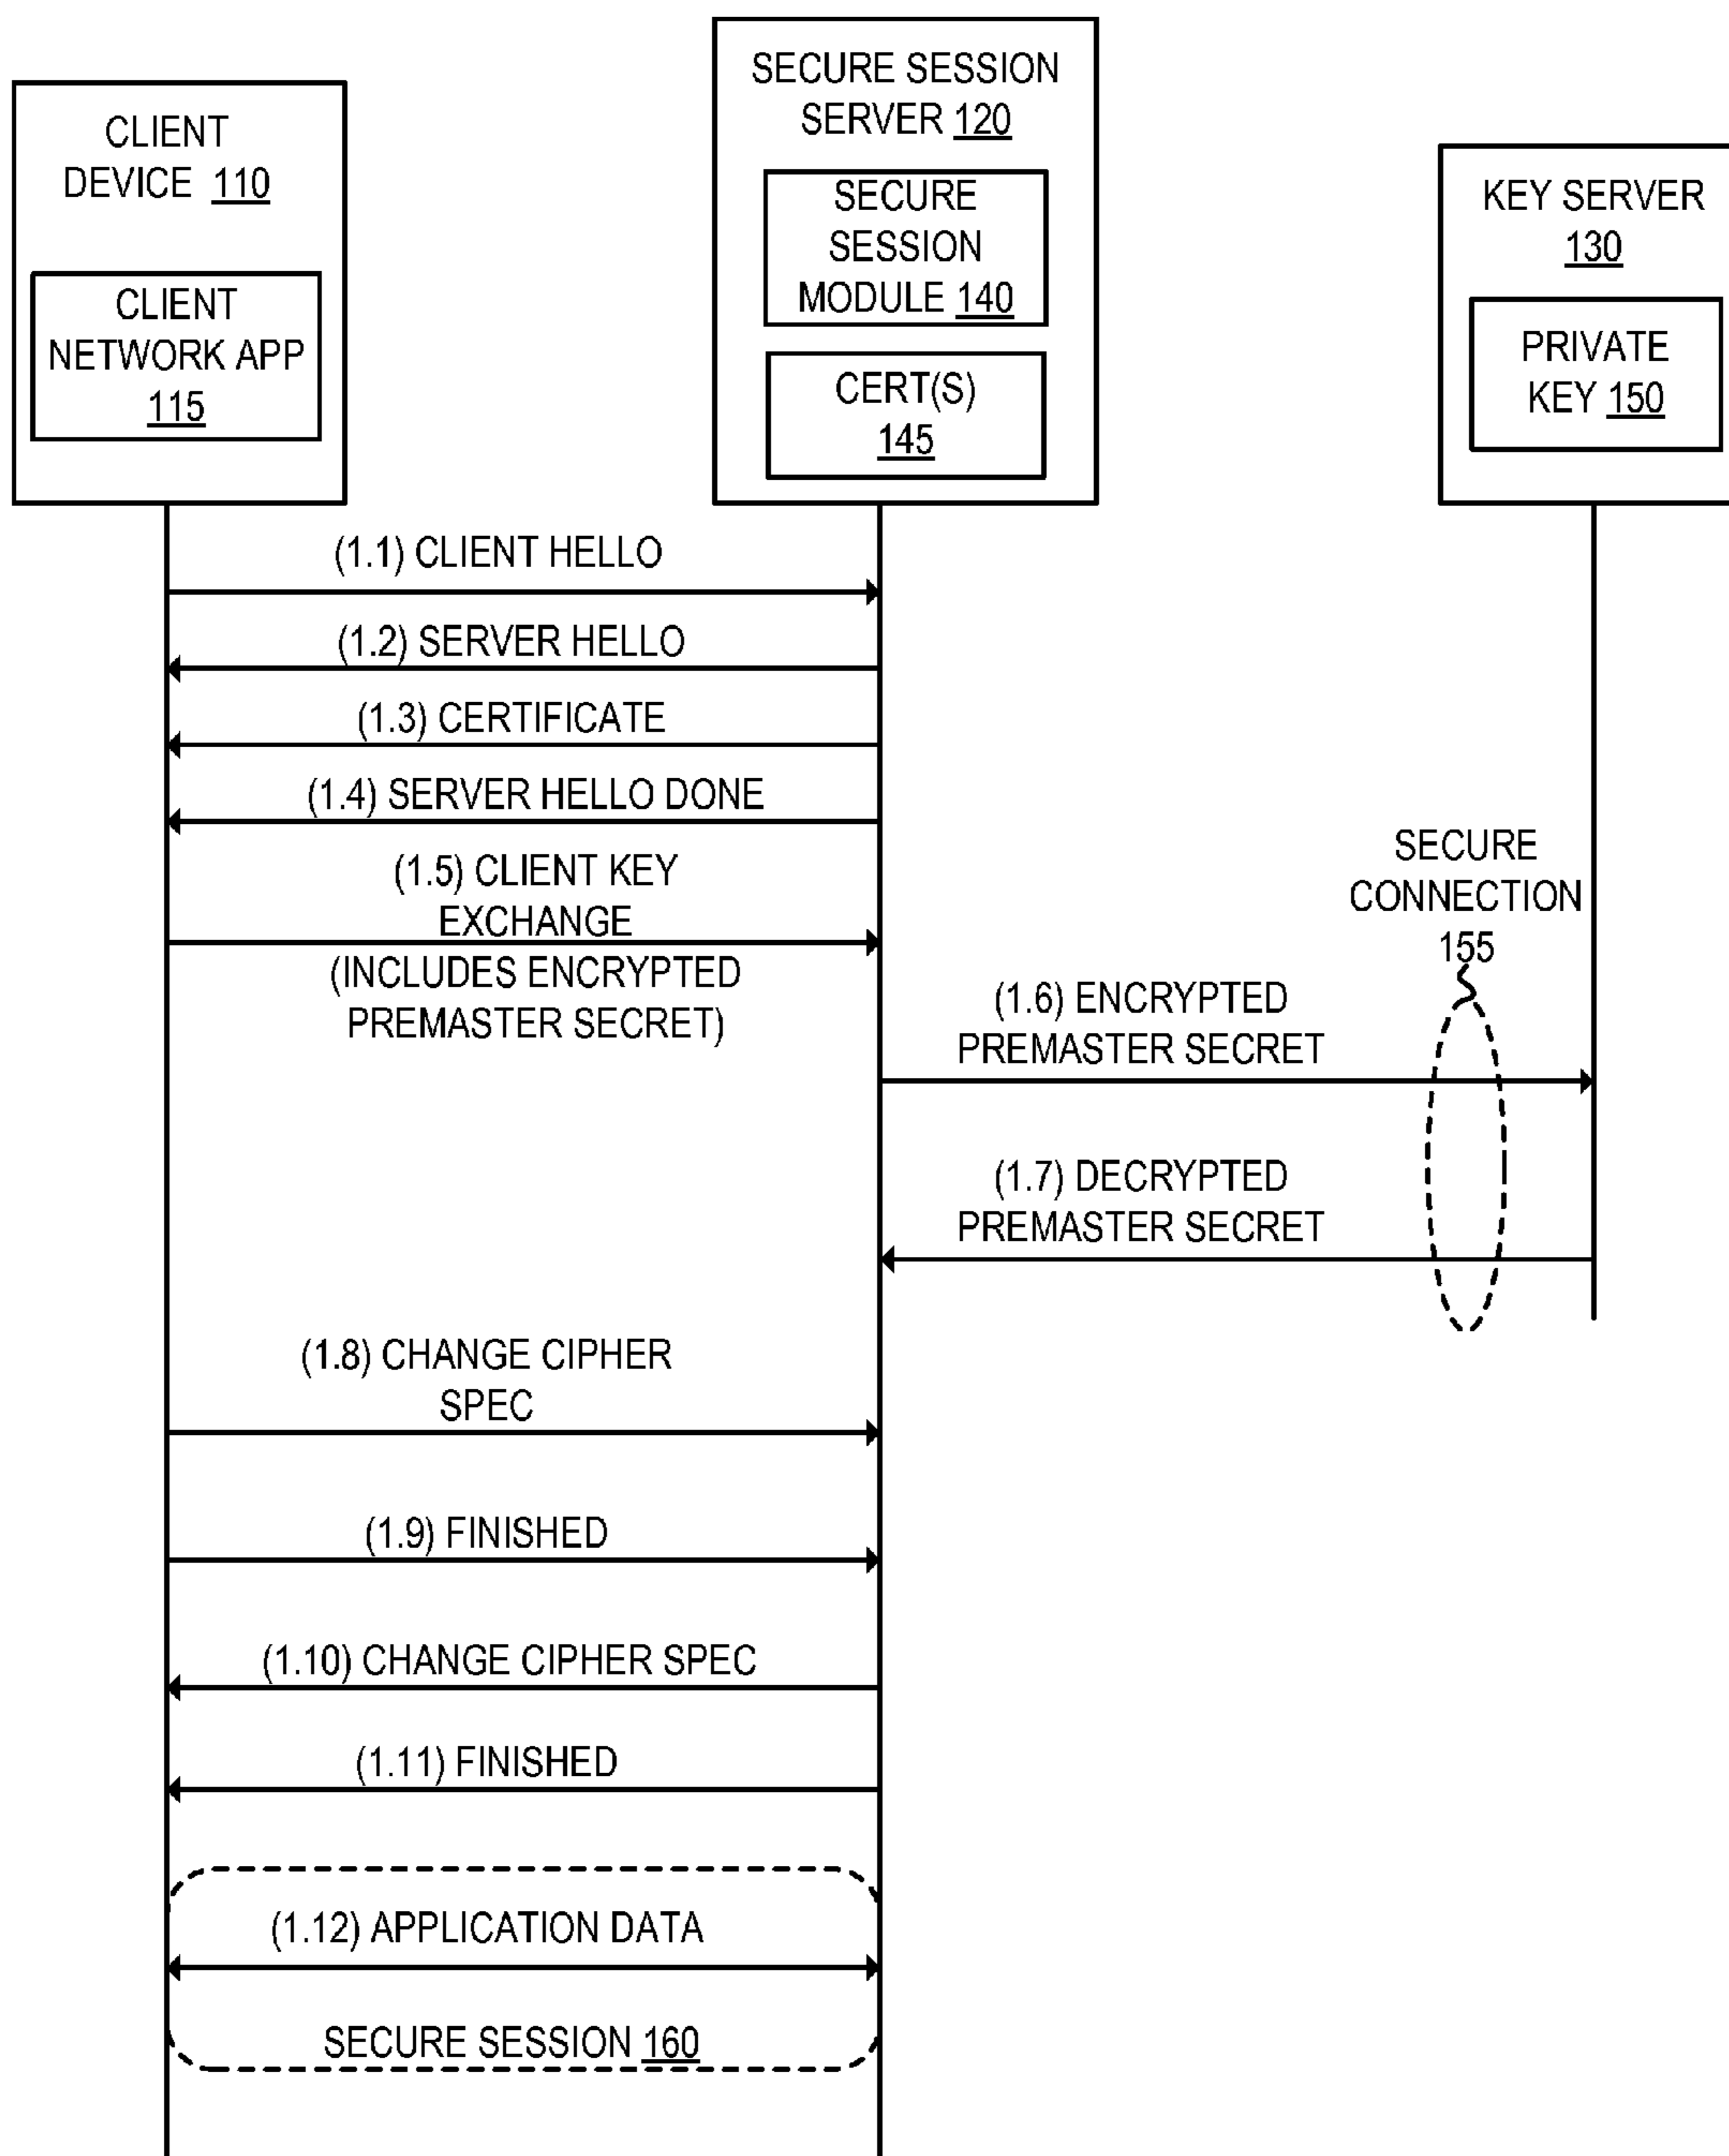 CLIENT
DEVICE 110
CLIENT
NETWORK APP
115
SECURE SESSION
SERVER 120
SECURE
SESSION
MODULE 140
CERT(S)
145
KEY SERVER
130
PRIVATE
KEY 150
(1.1) CLIENT HELLO
(1.2) SERVER HELLO
(1.3) CERTIFICATE
(1.4) SERVER HELLO DONE
(1.5) CLIENT KEY
EXCHANGE
(INCLUDES ENCRYPTED
PREMASTER SECRET)
SECURE
CONNECTION
155
(1.6) ENCRYPTED
PREMASTER SECRET
(1.7) DECRYPTED
PREMASTER SECRET
(1.8) CHANGE CIPHER
SPEC
(1.9) FINISHED
(1.10) CHANGE CIPHER SPEC
(1.11) FINISHED
(1.12) APPLICATION DATA
SECURE SESSION 160